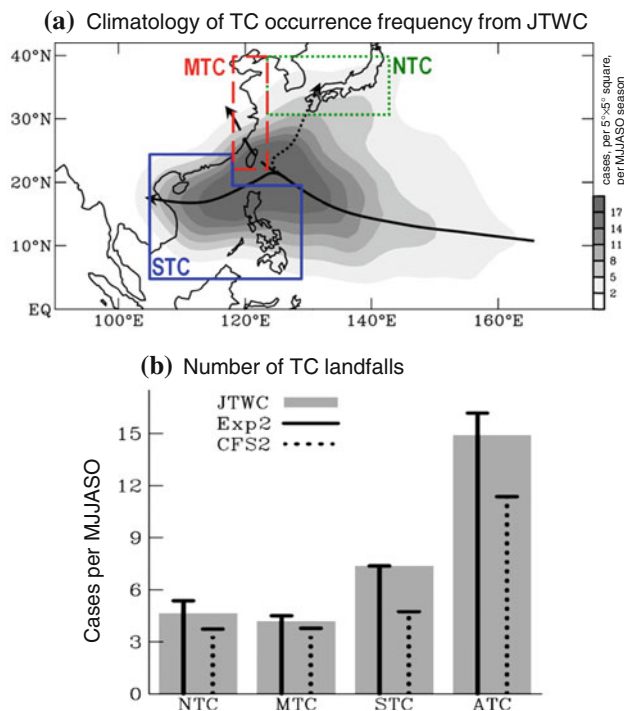 (a) Climatology of TC occurrence frequency from JTWC
40°N
30°N
20°N
10°N
EQ
100°E 120°E 140°E 160°E
MTC
NTC
STC
cases, per 5°×5° square,
per MJJASO season
17
14
11
8
5
2
(b) Number of TC landfalls
JTWC
Exp2
CFS2
Cases per MJJASO
15
12
9
6
3
0
NTC MTC STC ATC